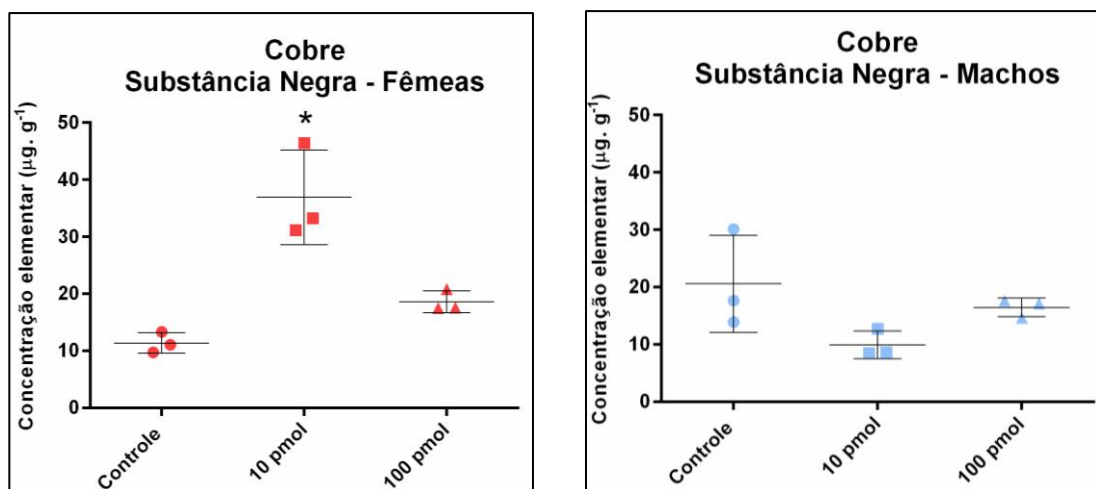 Cobre
Substância Negra - Fêmeas
Concentração elementar (µg. g⁻¹)
50
40
30
20
10
0
*
Controle
10 pmol
100 pmol
Cobre
Substância Negra - Machos
Concentração elementar (µg. g⁻¹)
50
40
30
20
10
0
Controle
10 pmol
100 pmol